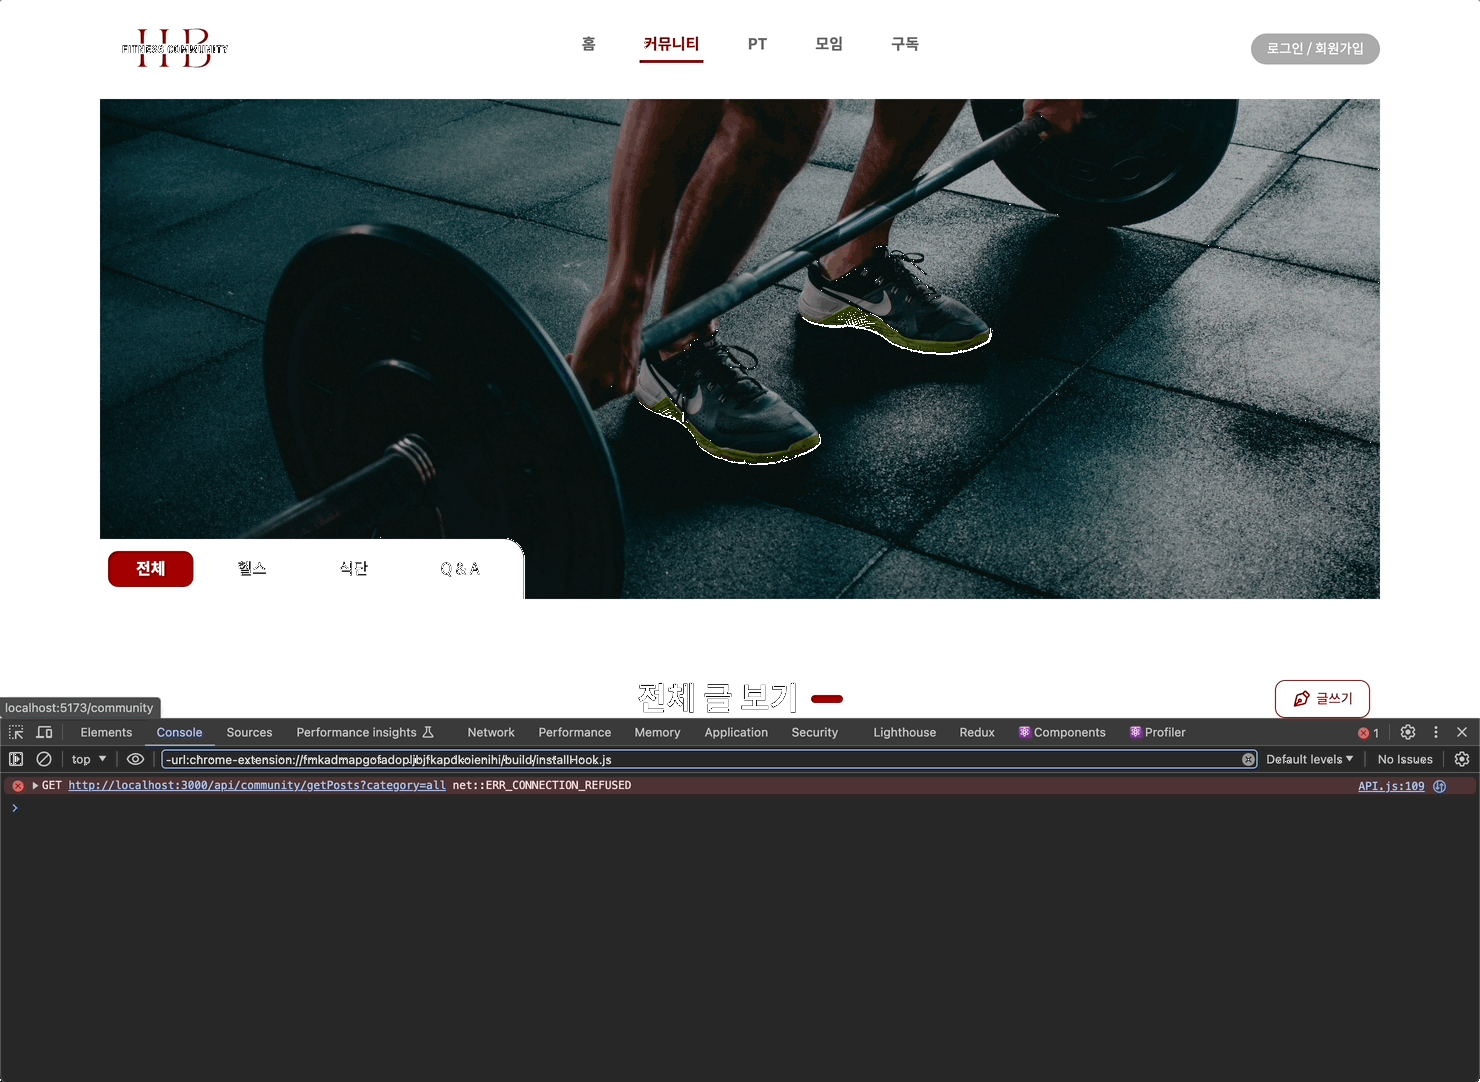 HB
FITNESS COMMUNITY
홈 커뮤니티 PT 모임 구독
로그인 / 회원가입
전체 헬스 식단 Q & A
전체 글 보기
글쓰기
localhost:5173/community
Elements Console Sources Performance insights Network Performance Memory Application Security Lighthouse Redux Components Profiler 1
top -url:chrome-extension://fmkadmapgofadopljbjfkapdkoienihi/build/installHook.js Default levels No Issues
GET http://localhost:3000/api/community/getPosts?category=all net::ERR_CONNECTION_REFUSED API.js:109